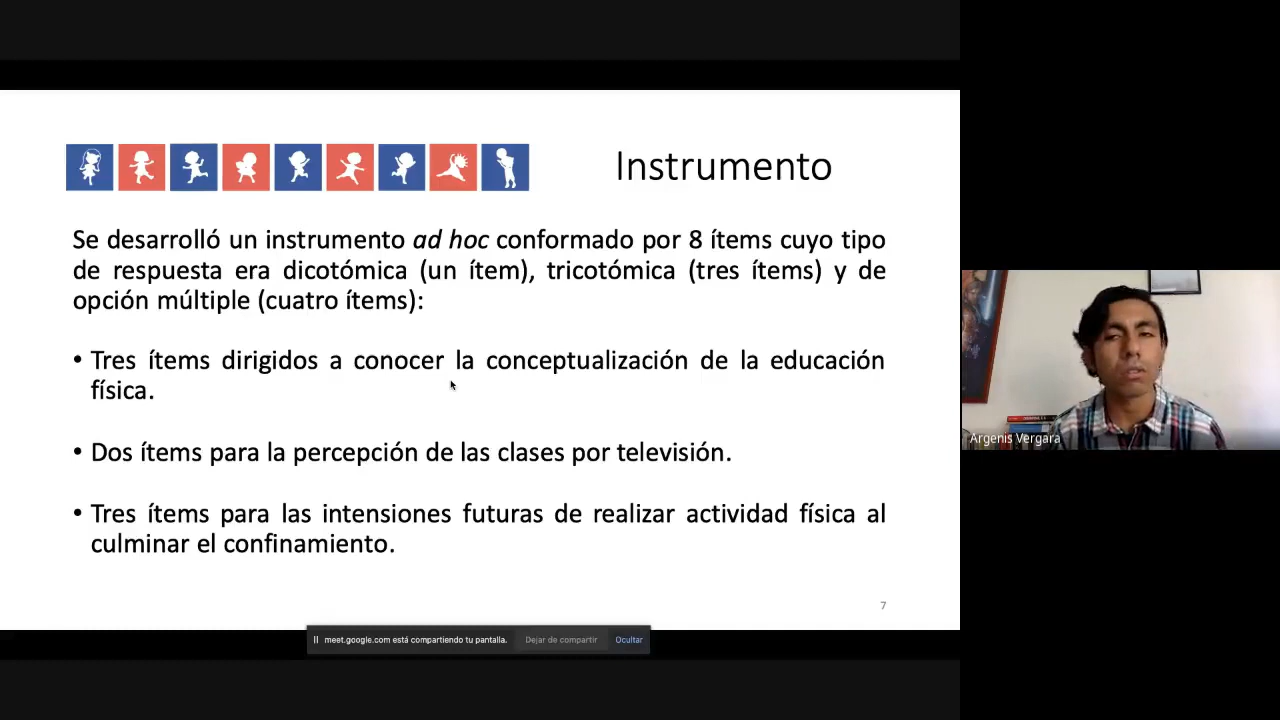 Instrumento
Se desarrolló un instrumento ad hoc conformado por 8 ítems cuyo tipo
de respuesta era dicotómica (un ítem), tricotómica (tres ítems) y de
opción múltiple (cuatro ítems):
• Tres ítems dirigidos a conocer la conceptualización de la educación
física.
• Dos ítems para la percepción de las clases por televisión.
• Tres ítems para las intensiones futuras de realizar actividad física al
culminar el confinamiento.
7
meet.google.com está compartiendo tu pantalla.
Dejar de compartir
Ocultar
Argenis Vergara